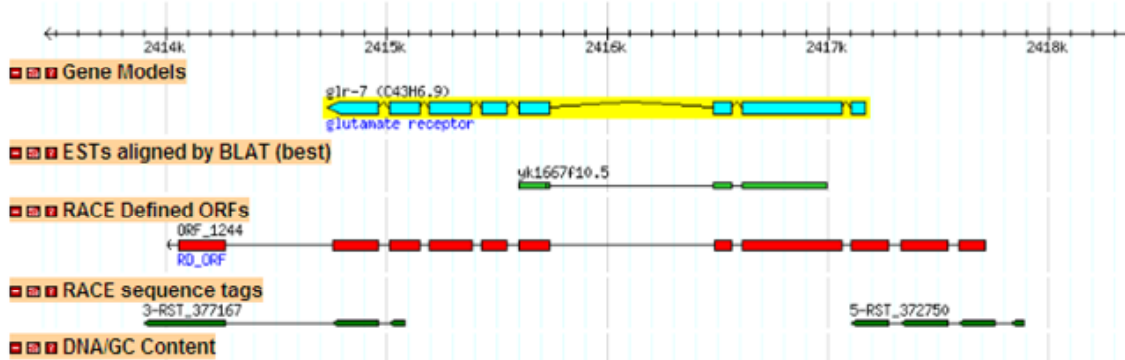 2414k 2415k 2416k 2417k 2418k
Gene Models
glr-7 (C43H6.9)
glutamate receptor
ESTs aligned by BLAT (best)
yk1667f10.5
RACE Defined ORFs
ORF_1244
RD_ORF
RACE sequence tags
3-RST_377167 5-RST_372750
DNA/GC Content